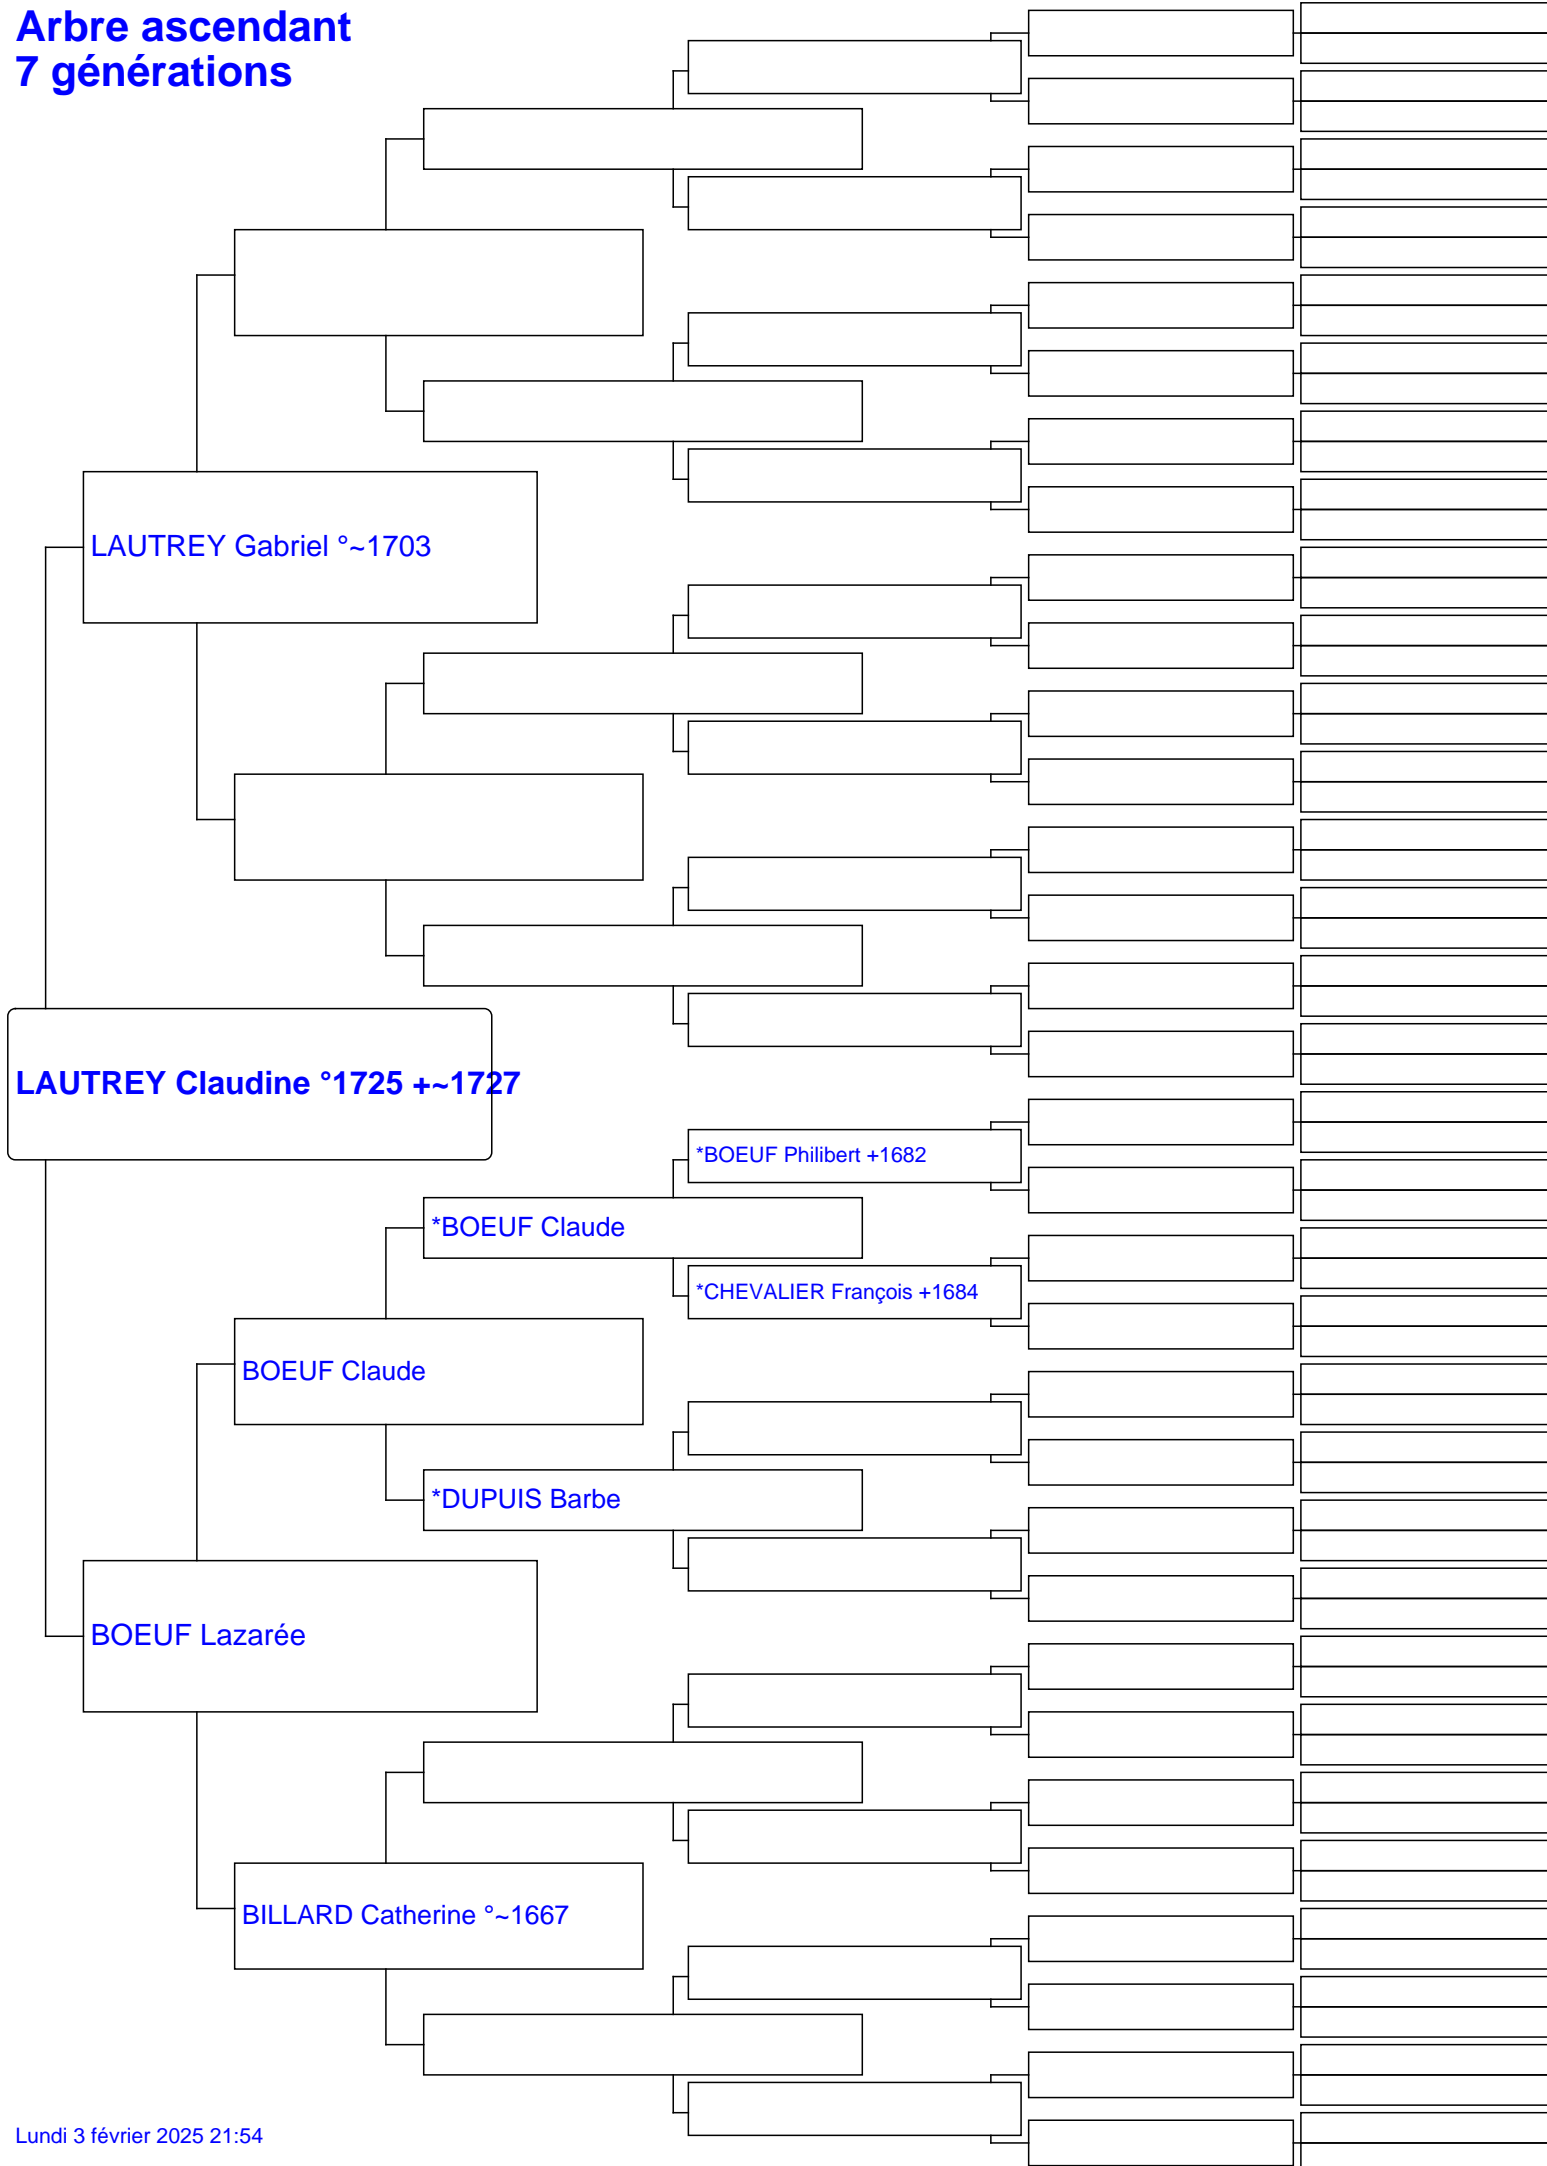 Arbre ascendant
7 générations
LAUTREY Gabriel °~1703
LAUTREY Claudine °1725 +~1727
*BOEUF Philibert +1682
*BOEUF Claude
*CHEVALIER François +1684
BOEUF Claude
*DUPUIS Barbe
BOEUF Lazarée
BILLARD Catherine °~1667
Lundi 3 février 2025 21:54